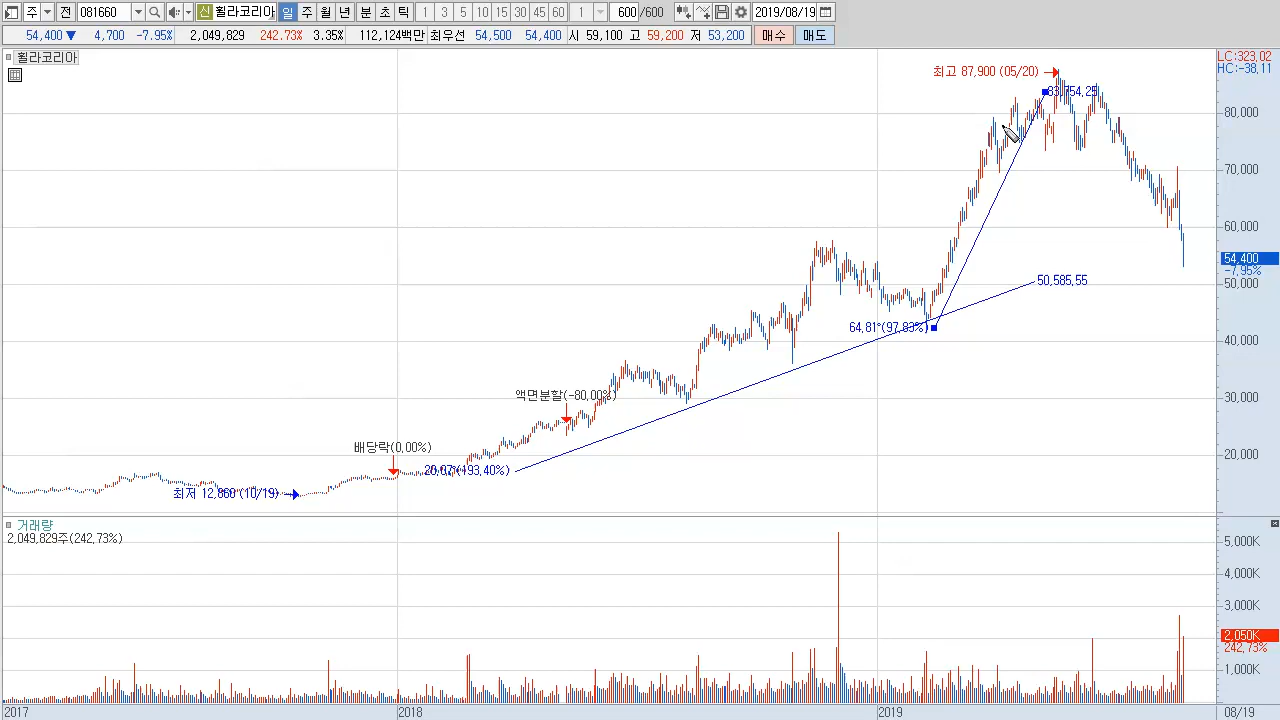 주 전 081660 신 휠라코리아 일 주 월 년 분 초 틱 1 3 5 10 15 30 45 60 1 600 /600 2019/08/19
54,400 ▼ 4,700 -7.95% 2,049,829 242.73% 3.35% 112,124백만 최우선 54,500 54,400 시 59,100 고 59,200 저 53,200 매수 매도
휠라코리아
LC:323.02
HC:-38.11
최고 87,900 (05/20)
83,754.25
80,000
70,000
60,000
54,400
-7.95%
50,000
50,585.55
64.81°(97.83%)
40,000
액면분할(-80.00%)
30,000
배당락(0.00%)
20,000
20.07°(193.40%)
최저 12,860 (10/19)
거래량
2,049,829주(242.73%)
5,000K
4,000K
3,000K
2,050K
242.73%
1,000K
2017 2018 2019 08/19